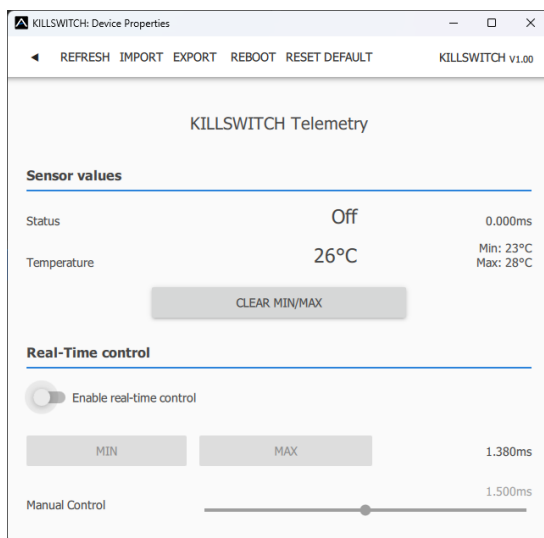 KILLSWITCH: Device Properties
REFRESH IMPORT EXPORT REBOOT RESET DEFAULT KILLSWITCH V1.00
KILLSWITCH Telemetry
Sensor values
Status Off 0.000ms
Temperature 26°C Min: 23°C
Max: 28°C
CLEAR MIN/MAX
Real-Time control
Enable real-time control
MIN MAX 1.380ms
1.500ms
Manual Control